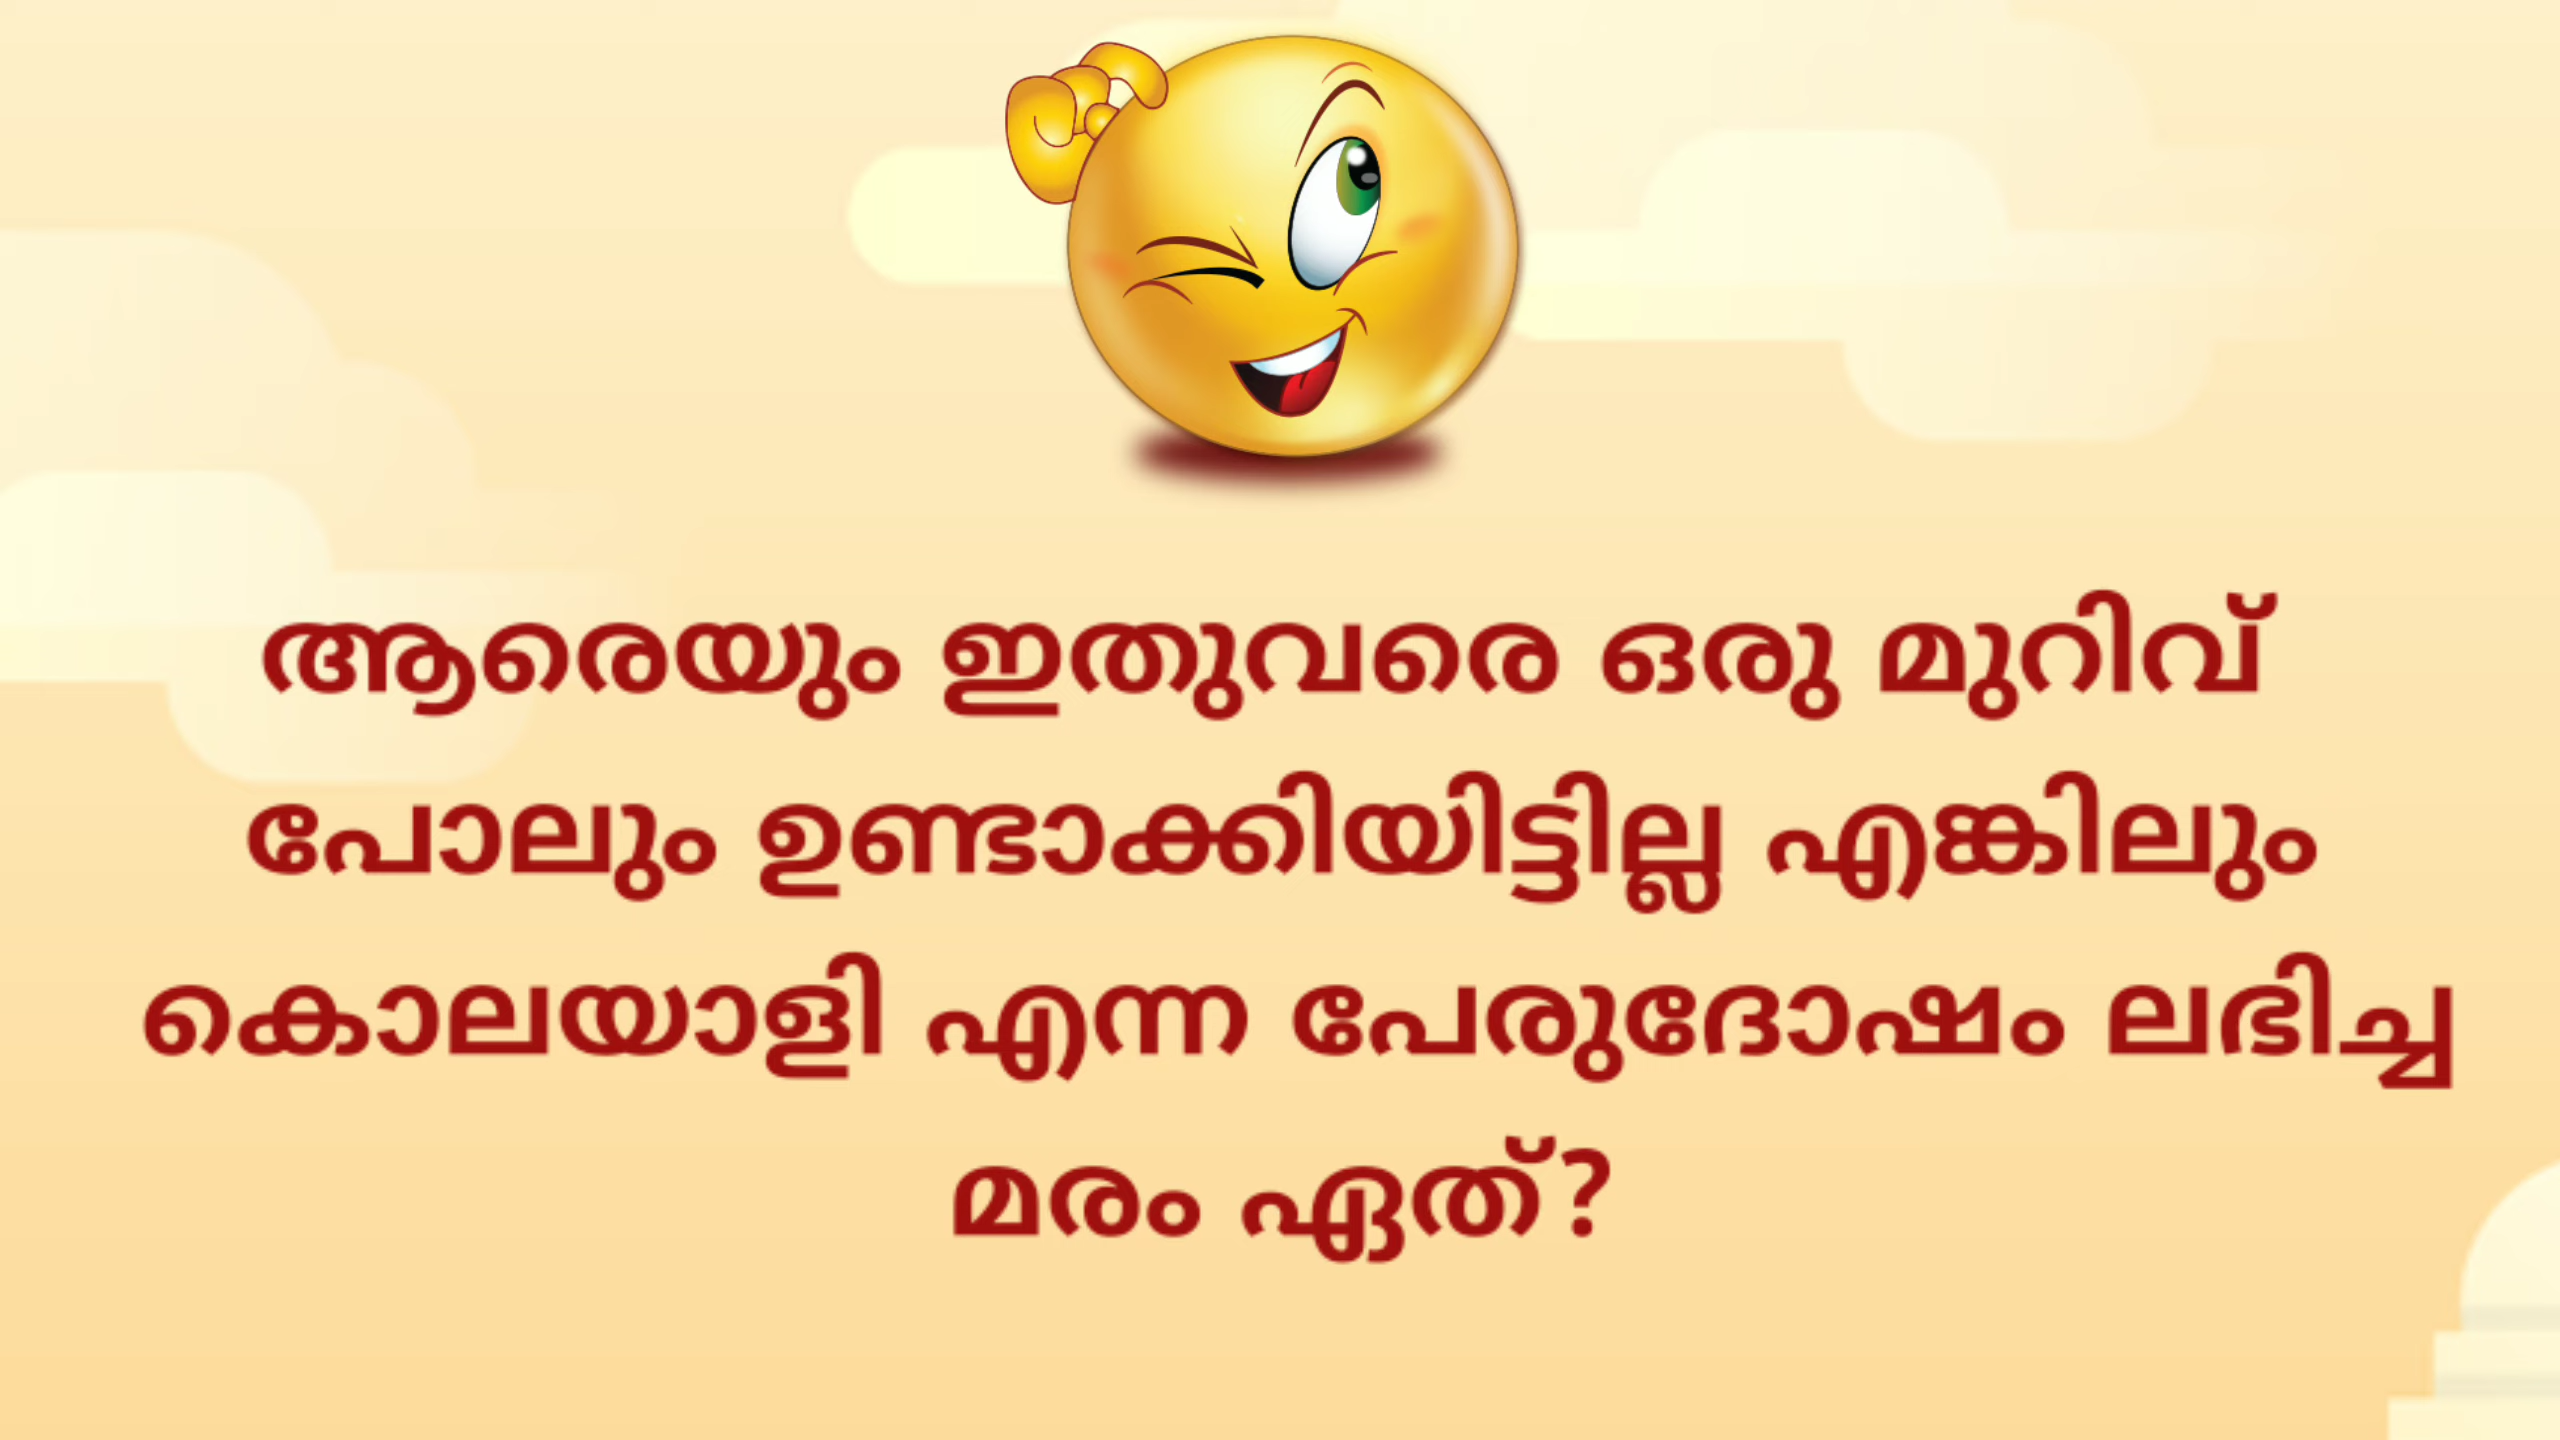 ആരെയും ഇതുവരെ ഒരു മുറിവ്
പോലും ഉണ്ടാക്കിയിട്ടില്ല എങ്കിലും
കൊലയാളി എന്ന പേരുദോഷം ലഭിച്ച
മരം ഏത്?